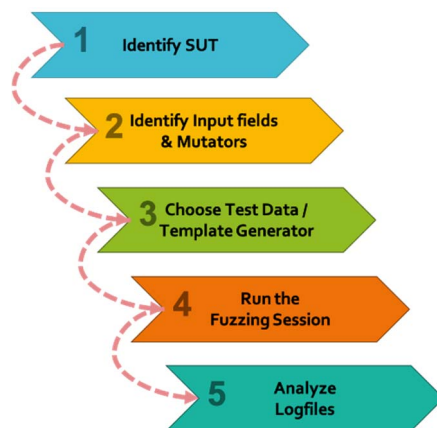 1 Identify SUT
2 Identify Input fields
& Mutators
3 Choose Test Data /
Template Generator
4 Run the
Fuzzing Session
5 Analyze
Logfiles